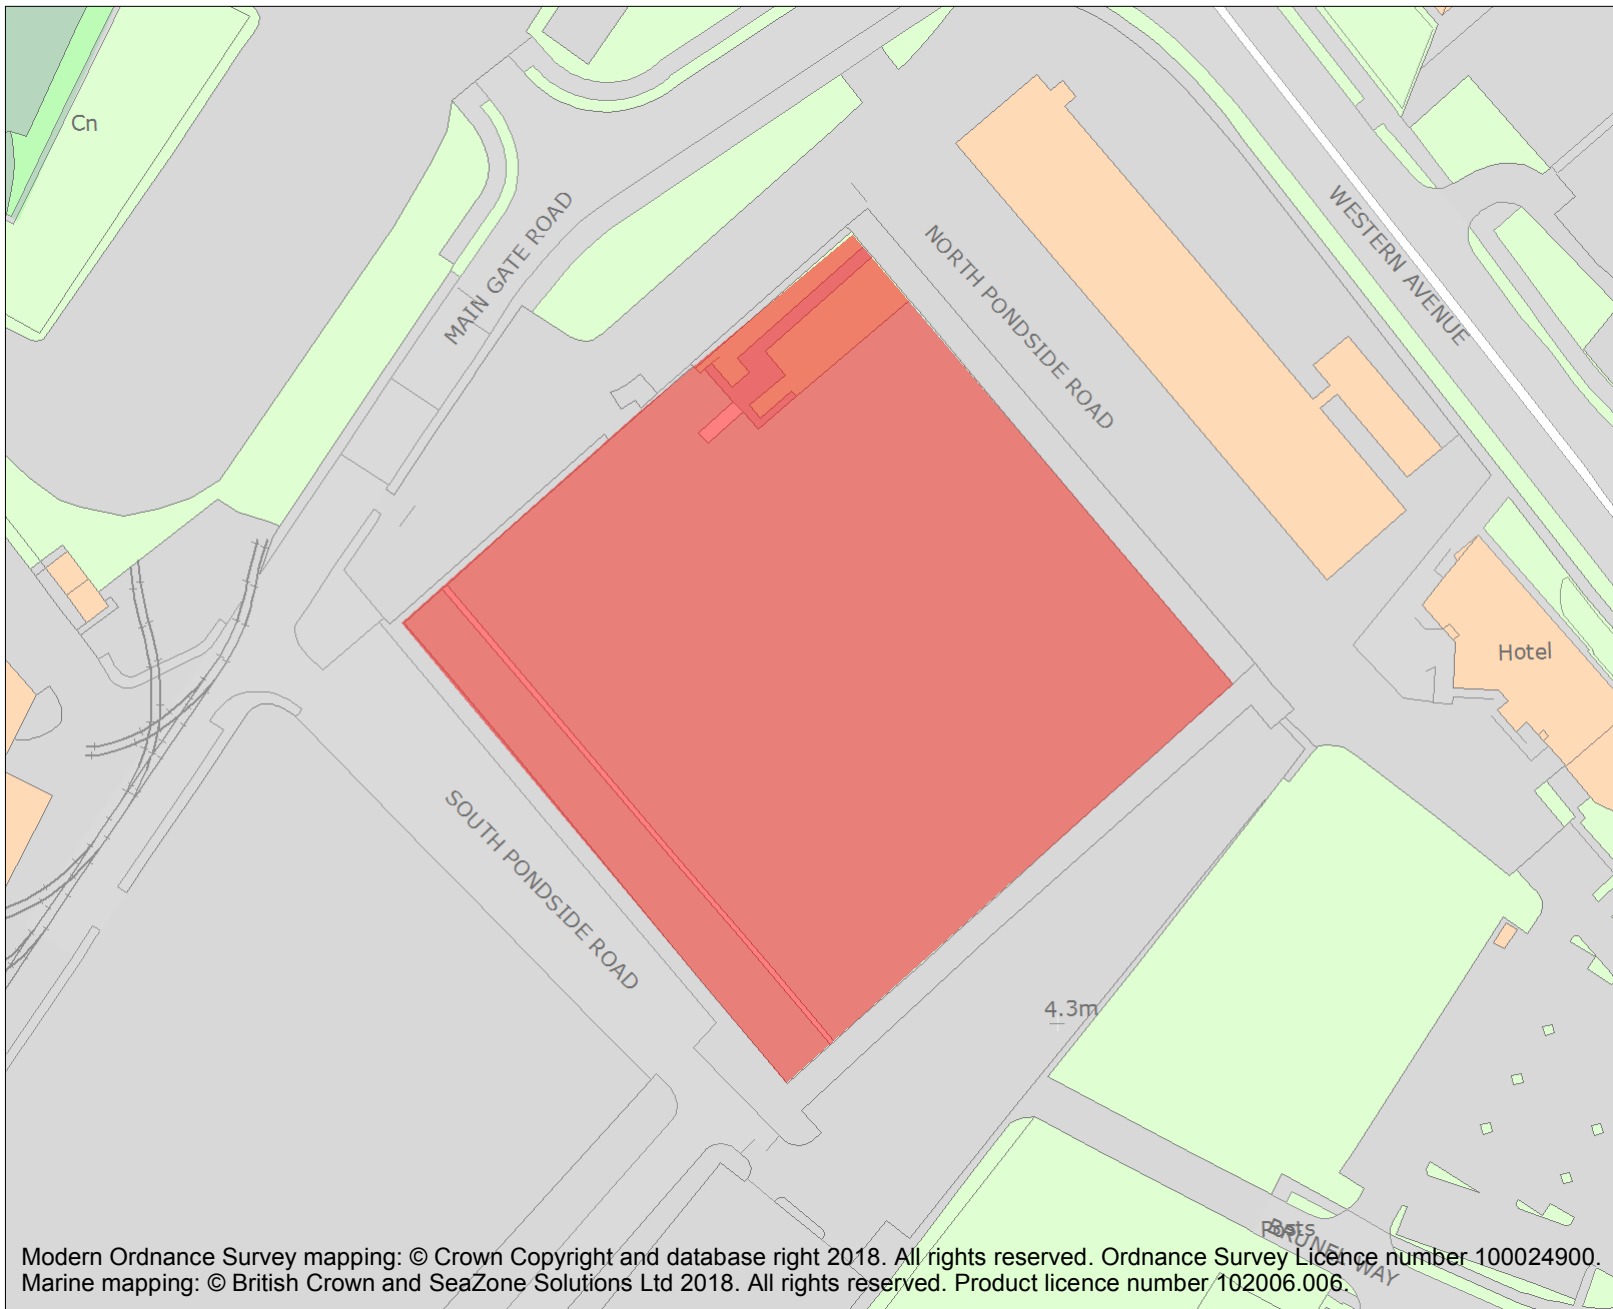 Cn
MAIN GATE ROAD
NORTH PONDSIDE ROAD
WESTERN AVENUE
Hotel
SOUTH PONDSIDE ROAD
4.3m
BRUNEL WAY
Modern Ordnance Survey mapping: © Crown Copyright and database right 2018. All rights reserved. Ordnance Survey Licence number 100024900.
Marine mapping: © British Crown and SeaZone Solutions Ltd 2018. All rights reserved. Product licence number 102006.006.